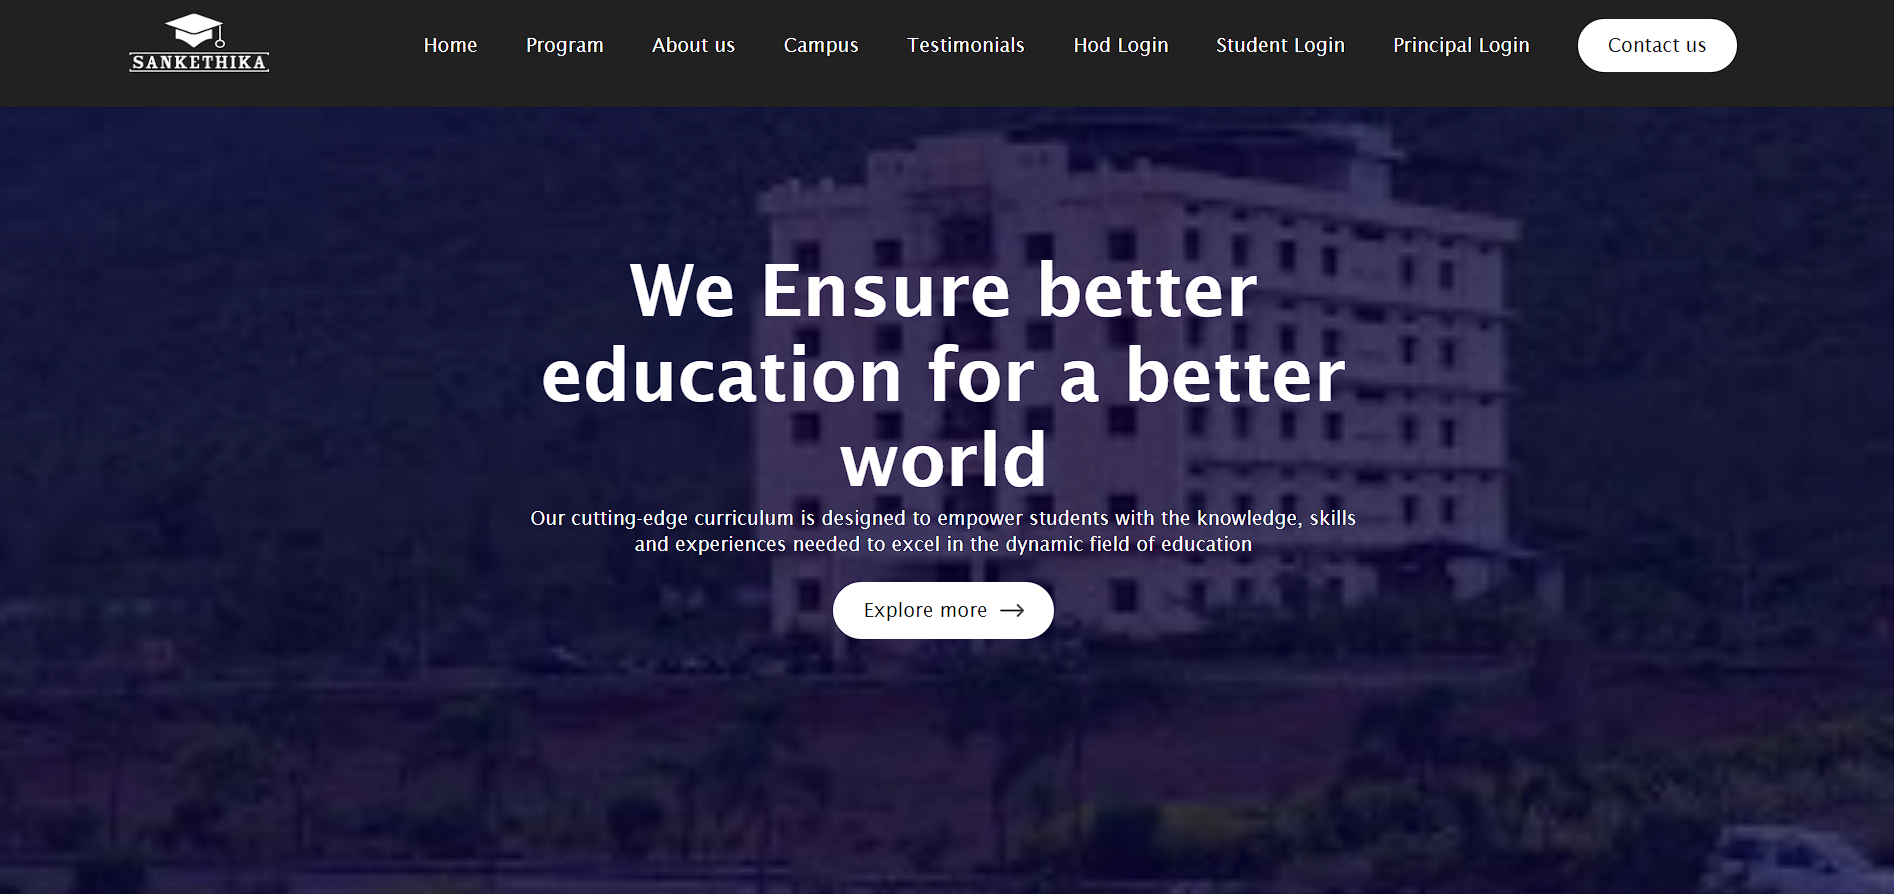 SANKETHIKA
Home Program About us Campus Testimonials Hod Login Student Login Principal Login Contact us
We Ensure better
education for a better
world
Our cutting-edge curriculum is designed to empower students with the knowledge, skills
and experiences needed to excel in the dynamic field of education
Explore more